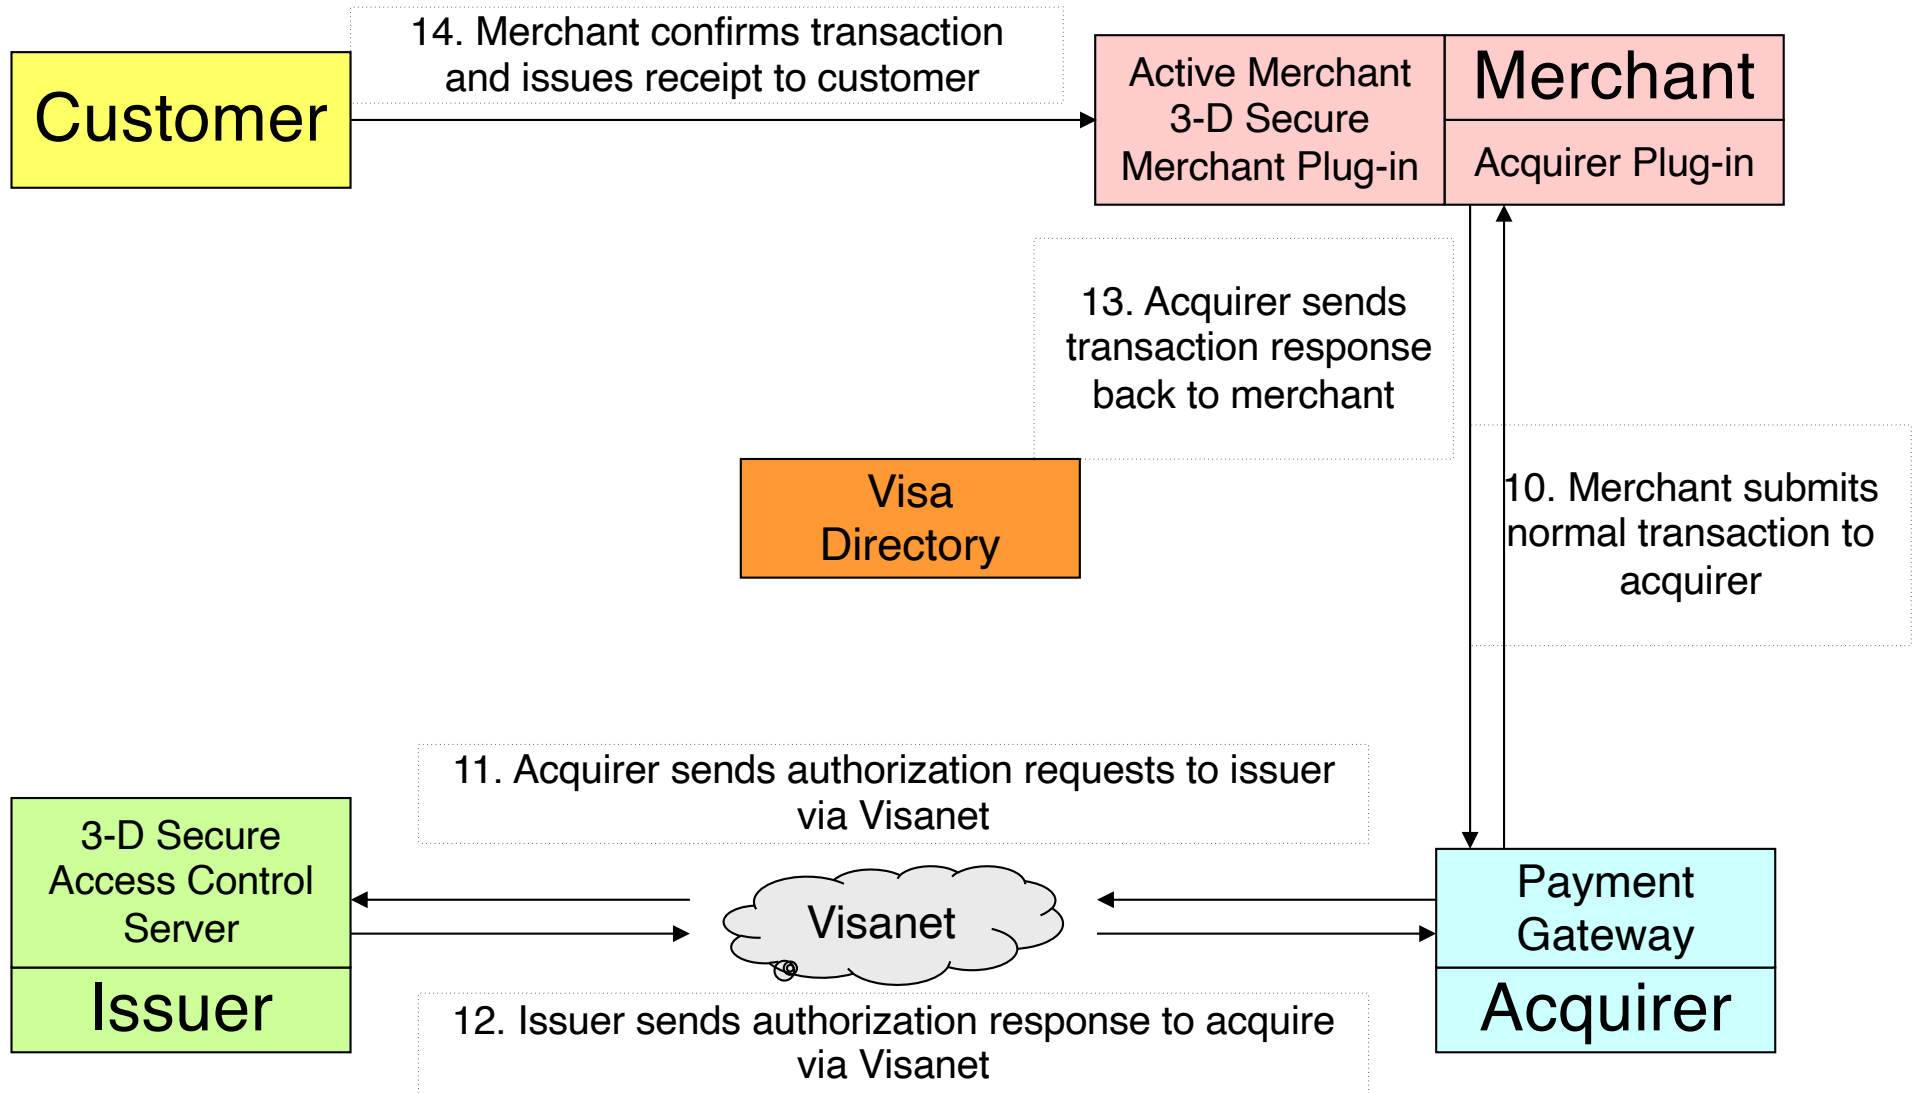 14. Merchant confirms transaction
and issues receipt to customer
Customer
Active Merchant
3-D Secure
Merchant Plug-in
Merchant
Acquirer Plug-in
13. Acquirer sends
transaction response
back to merchant
Visa
Directory
10. Merchant submits
normal transaction to
acquirer
11. Acquirer sends authorization requests to issuer
via Visanet
3-D Secure
Access Control
Server
Issuer
Visanet
Payment
Gateway
Acquirer
12. Issuer sends authorization response to acquire
via Visanet